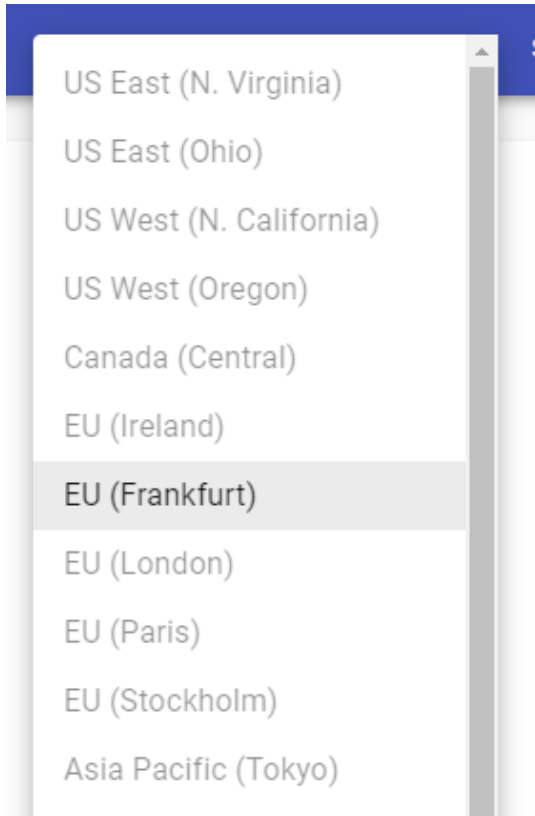 US East (N. Virginia)
US East (Ohio)
US West (N. California)
US West (Oregon)
Canada (Central)
EU (Ireland)
EU (Frankfurt)
EU (London)
EU (Paris)
EU (Stockholm)
Asia Pacific (Tokyo)